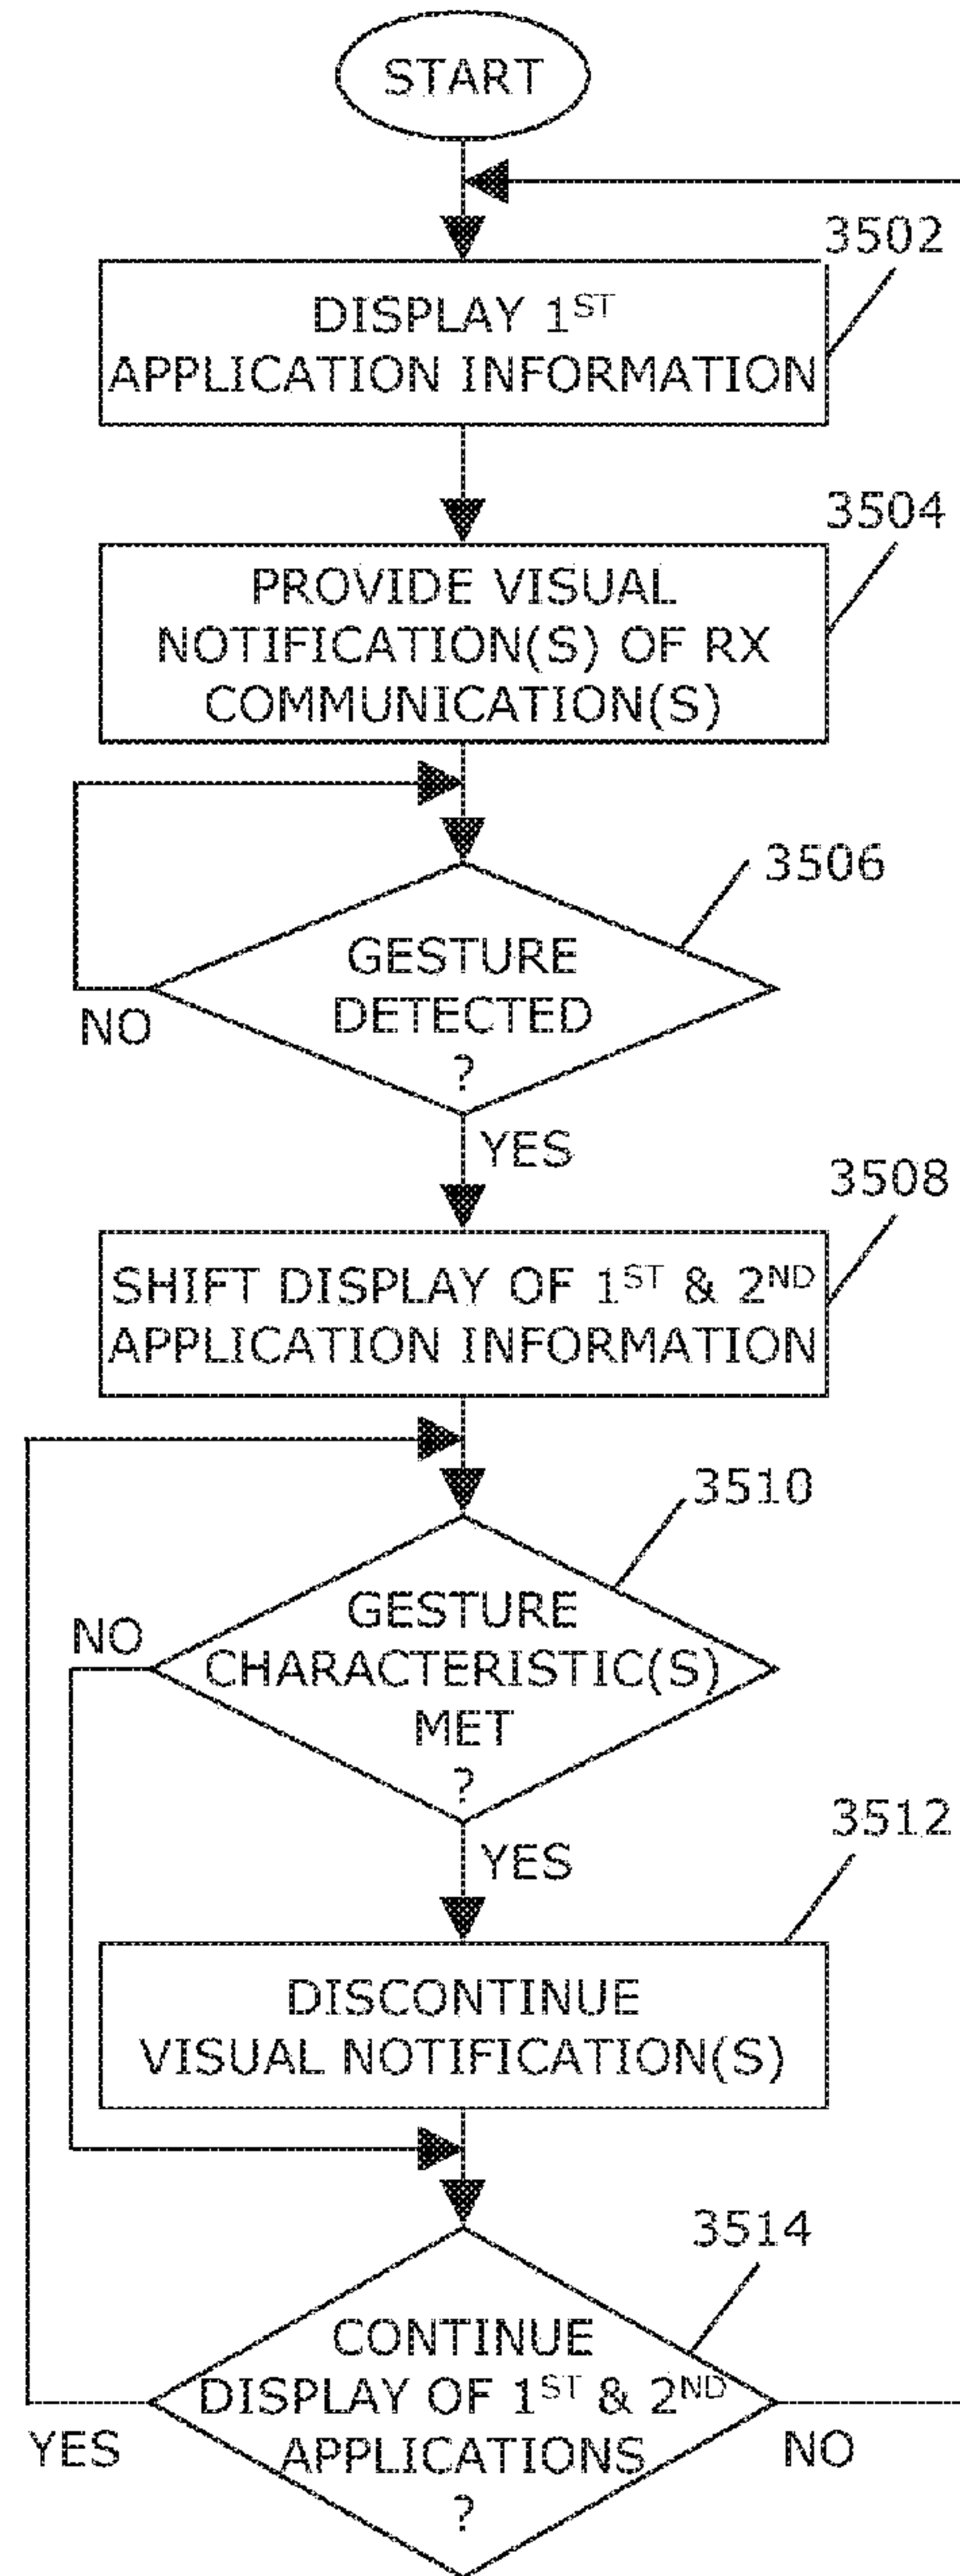 START
3502
DISPLAY 1ST
APPLICATION INFORMATION
3504
PROVIDE VISUAL
NOTIFICATION(S) OF RX
COMMUNICATION(S)
3506
GESTURE
DETECTED
?
NO
YES
3508
SHIFT DISPLAY OF 1ST & 2ND
APPLICATION INFORMATION
3510
GESTURE
CHARACTERISTIC(S)
MET
?
NO
YES
3512
DISCONTINUE
VISUAL NOTIFICATION(S)
3514
CONTINUE
DISPLAY OF 1ST & 2ND
APPLICATIONS
?
YES
NO